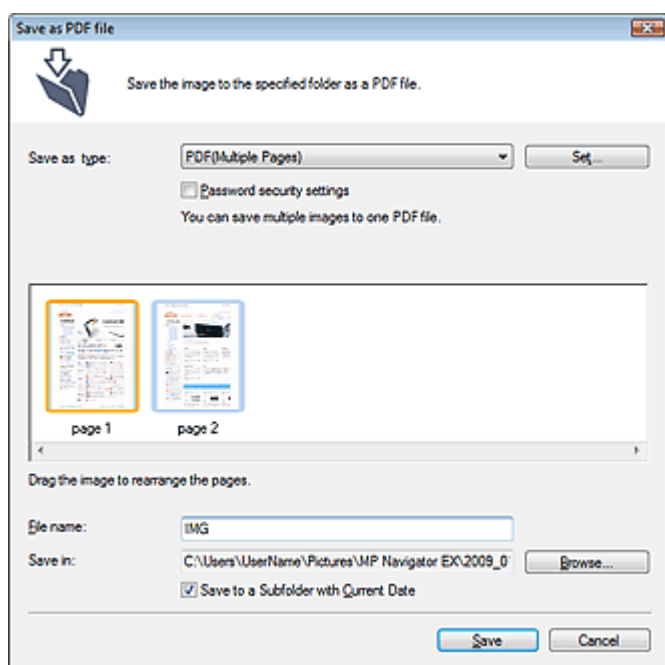 Save as PDF file
Save the image to the specified folder as a PDF file.
Save as type:
PDF(Multiple Pages)
Set...
Password security settings
You can save multiple images to one PDF file.
page 1
page 2
Drag the image to rearrange the pages.
File name:
IMG
Save in:
C:\Users\UserName\Pictures\MP Navigator EX\2009_0
Browse...
Save to a Subfolder with Current Date
Save
Cancel